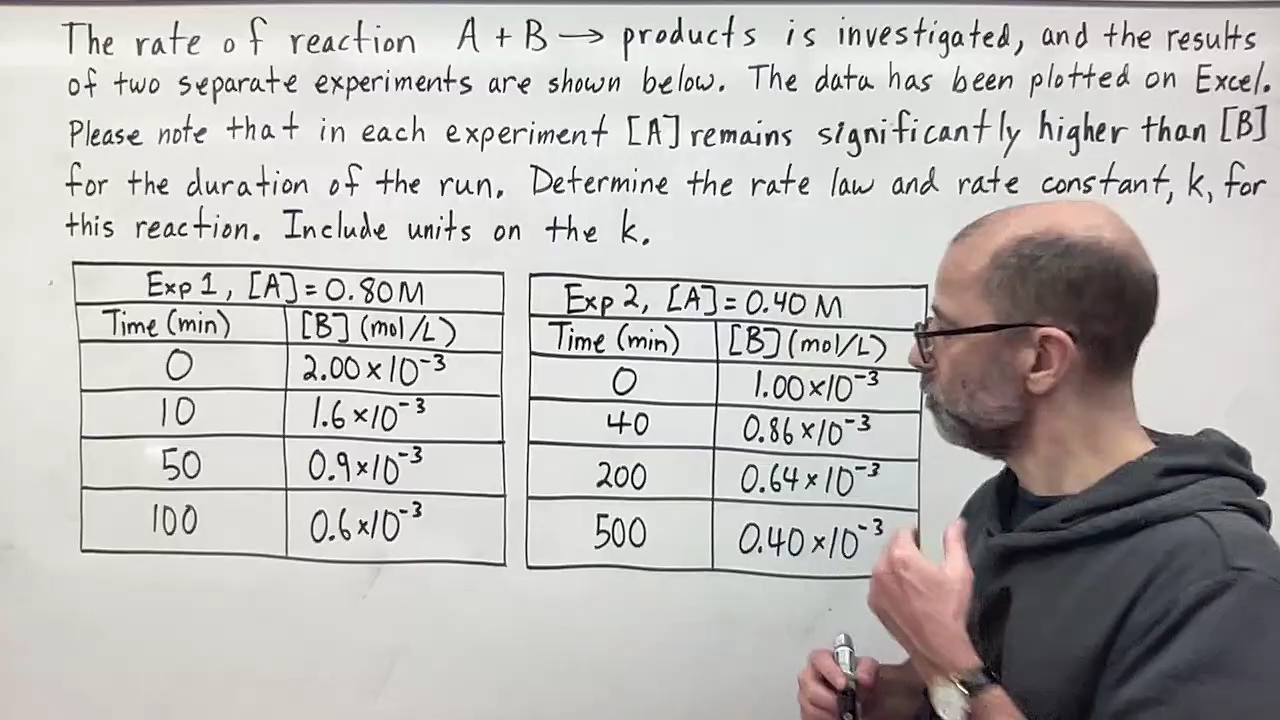 The rate of reaction A + B → products is investigated, and the results
of two separate experiments are shown below. The data has been plotted on Excel.
Please note that in each experiment [A] remains significantly higher than [B]
for the duration of the run. Determine the rate law and rate constant, k, for
this reaction. Include units on the k.
Exp 1, [A] = 0.80 M
Time (min) [B] (mol/L)
0 2.00×10⁻³
10 1.6×10⁻³
50 0.9×10⁻³
100 0.6×10⁻³
Exp 2, [A] = 0.40 M
Time (min) [B] (mol/L)
0 1.00×10⁻³
40 0.86×10⁻³
200 0.64×10⁻³
500 0.40×10⁻³